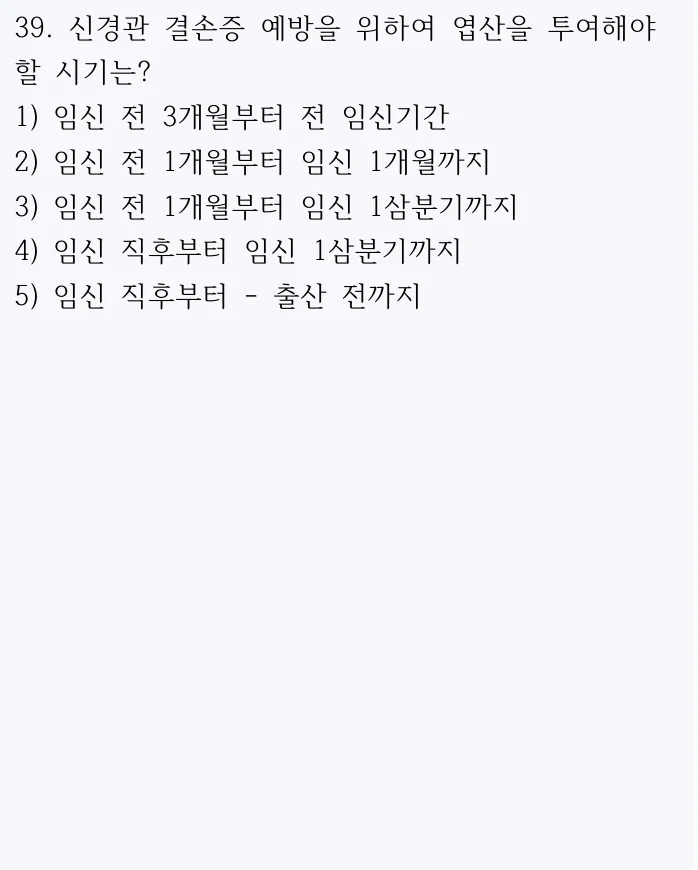 39. 신경관 결손증 예방을 위하여 엽산을 투여해야
할 시기는?
1) 임신 전 3개월부터 전 임신기간
2) 임신 전 1개월부터 임신 1개월까지
3) 임신 전 1개월부터 임신 1삼분기까지
4) 임신 직후부터 임신 1삼분기까지
5) 임신 직후부터 - 출산 전까지